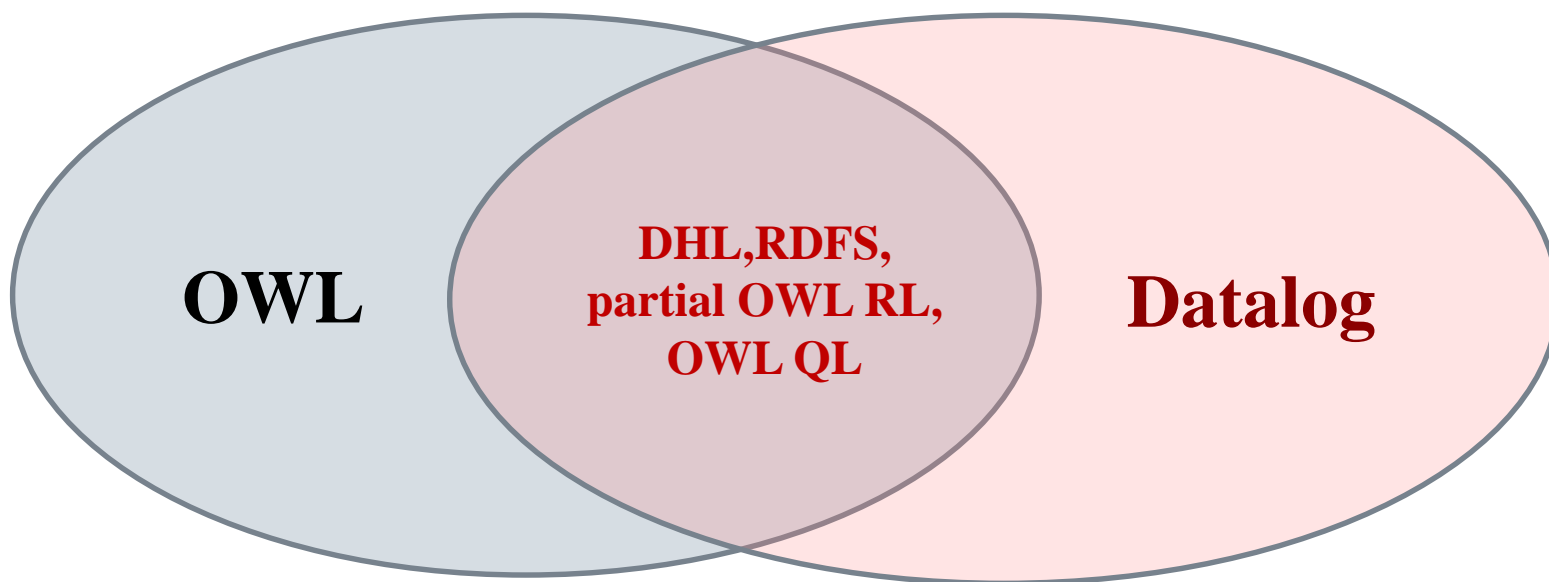 OWL
DHL,RDFS,
partial OWL RL,
OWL QL
Datalog